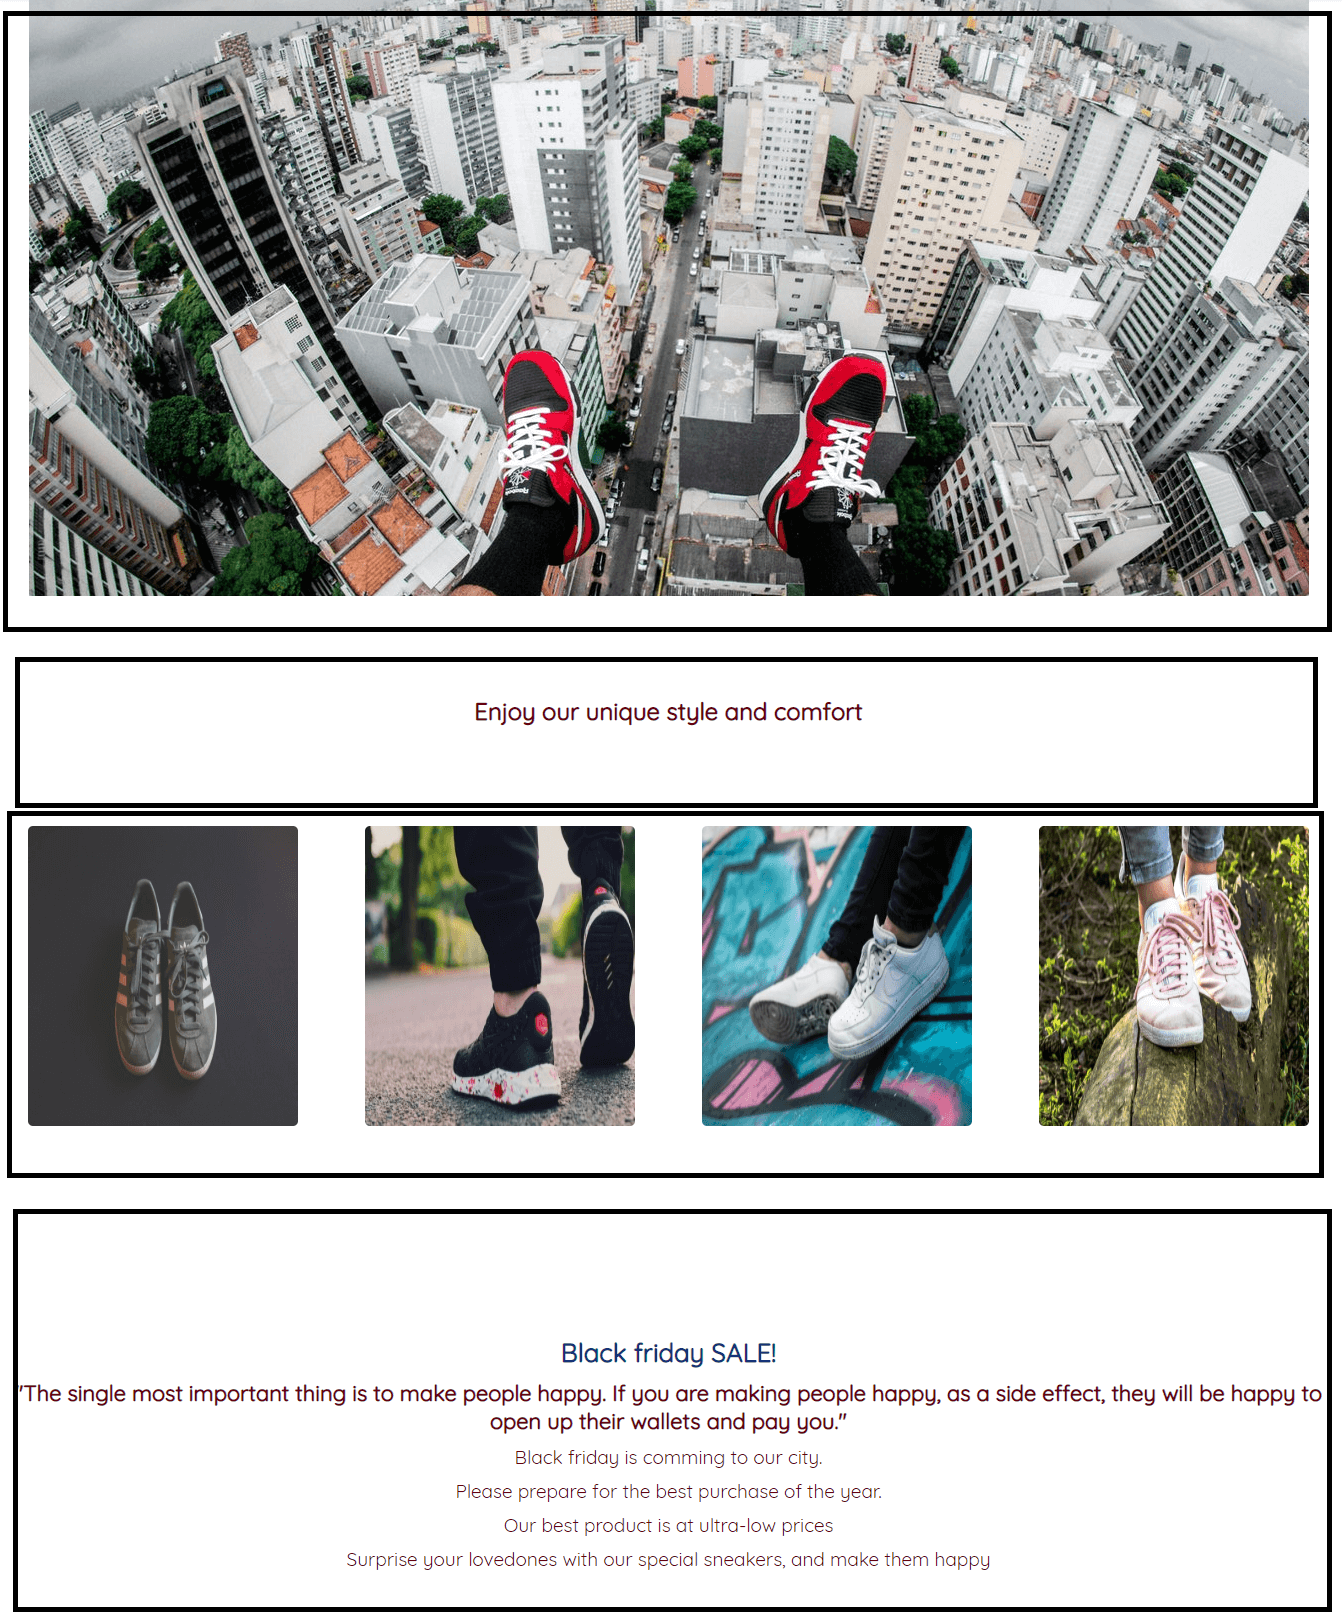 Enjoy our unique style and comfort
Black friday SALE!
"The single most important thing is to make people happy. If you are making people happy, as a side effect, they will be happy to
open up their wallets and pay you."
Black friday is comming to our city.
Please prepare for the best purchase of the year.
Our best product is at ultra-low prices
Surprise your lovedones with our special sneakers, and make them happy